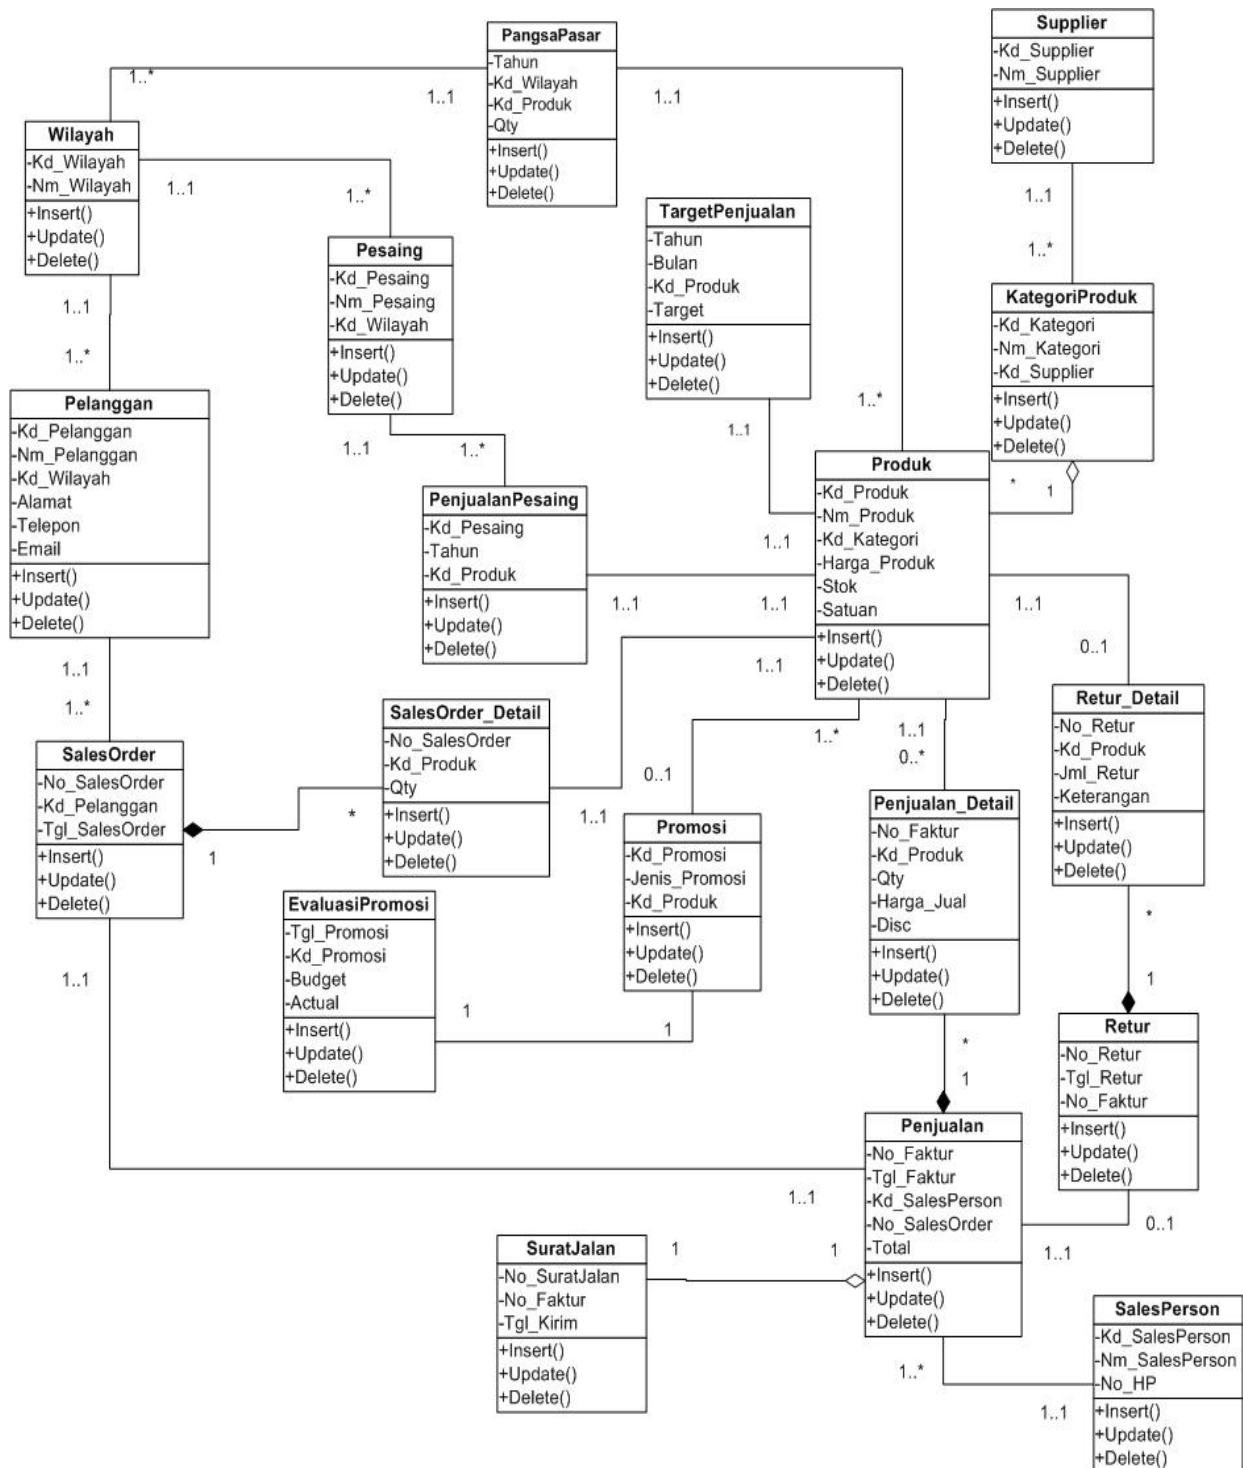 PangsaPasar
-Tahun
-Kd_Wilayah
-Kd_Produk
-Qty
+Insert()
+Update()
+Delete()
1..*
1..1
1..1
Supplier
-Kd_Supplier
-Nm_Supplier
+Insert()
+Update()
+Delete()
1..1
1..*
Wilayah
-Kd_Wilayah
-Nm_Wilayah
+Insert()
+Update()
+Delete()
1..1
1..*
1..1
1..*
Pesaing
-Kd_Pesaing
-Nm_Pesaing
-Kd_Wilayah
+Insert()
+Update()
+Delete()
1..1
1..*
TargetPenjualan
-Tahun
-Bulan
-Kd_Produk
-Target
+Insert()
+Update()
+Delete()
1..1
1..1
1..*
KategoriProduk
-Kd_Kategori
-Nm_Kategori
-Kd_Supplier
+Insert()
+Update()
+Delete()
*
1
Pelanggan
-Kd_Pelanggan
-Nm_Pelanggan
-Kd_Wilayah
-Alamat
-Telepon
-Email
+Insert()
+Update()
+Delete()
1..1
1..*
PenjualanPesaing
-Kd_Pesaing
-Tahun
-Kd_Produk
+Insert()
+Update()
+Delete()
1..1
1..1
Produk
-Kd_Produk
-Nm_Produk
-Kd_Kategori
-Harga_Produk
-Stok
-Satuan
+Insert()
+Update()
+Delete()
1..1
1..1
0..1
1..*
1..1
0..*
Retur_Detail
-No_Retur
-Kd_Produk
-Jml_Retur
-Keterangan
+Insert()
+Update()
+Delete()
*
1
SalesOrder
-No_SalesOrder
-Kd_Pelanggan
-Tgl_SalesOrder
+Insert()
+Update()
+Delete()
1
*
1..1
SalesOrder_Detail
-No_SalesOrder
-Kd_Produk
-Qty
+Insert()
+Update()
+Delete()
1..1
0..1
Promosi
-Kd_Promosi
-Jenis_Promosi
-Kd_Produk
+Insert()
+Update()
+Delete()
Penjualan_Detail
-No_Faktur
-Kd_Produk
-Qty
-Harga_Jual
-Disc
+Insert()
+Update()
+Delete()
*
1
EvaluasiPromosi
-Tgl_Promosi
-Kd_Promosi
-Budget
-Actual
+Insert()
+Update()
+Delete()
1
1
Retur
-No_Retur
-Tgl_Retur
-No_Faktur
+Insert()
+Update()
+Delete()
0..1
1..1
Penjualan
-No_Faktur
-Tgl_Faktur
-Kd_SalesPerson
-No_SalesOrder
-Total
+Insert()
+Update()
+Delete()
1..1
1..*
1..1
SuratJalan
-No_SuratJalan
-No_Faktur
-Tgl_Kirim
+Insert()
+Update()
+Delete()
1
1
SalesPerson
-Kd_SalesPerson
-Nm_SalesPerson
-No_HP
+Insert()
+Update()
+Delete()